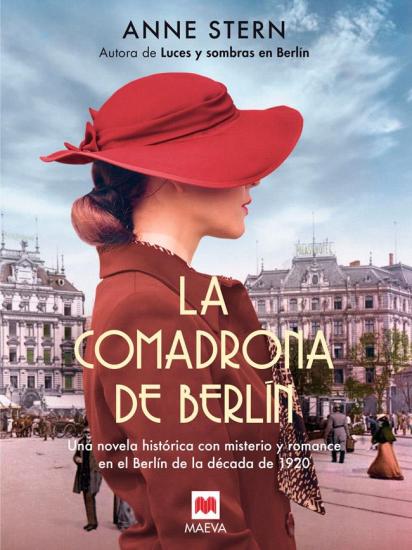 ANNE STERN
Autora de Luces y sombras en Berlín
LA
COMADRONA
DE BERLÍN
Una novela histórica con misterio y romance
en el Berlín de la década de 1920
MAEVA